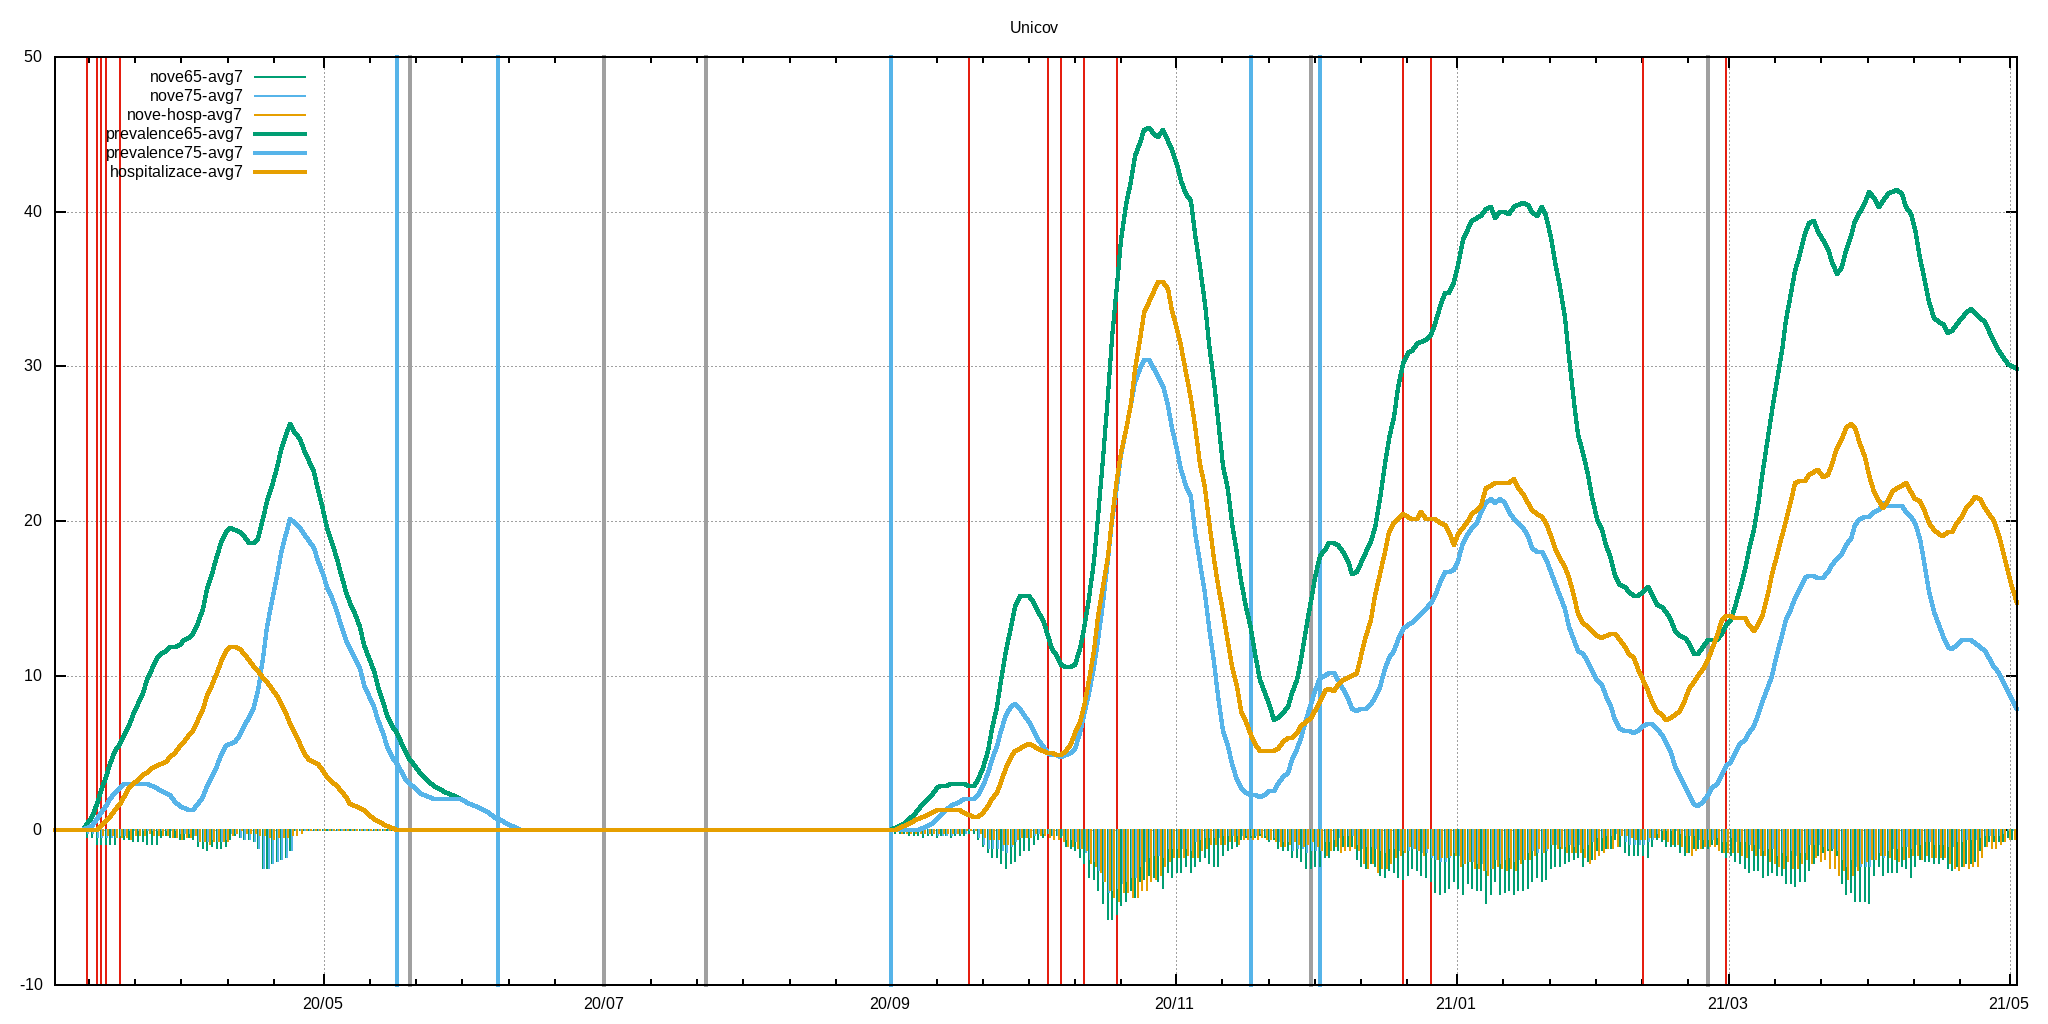 Unicov
50
nove65-avg7
nove75-avg7
nove-hosp-avg7
prevalence65-avg7
prevalence75-avg7
hospitalizace-avg7
40
30
20
10
0
-10
20/05
20/07
20/09
20/11
21/01
21/03
21/05